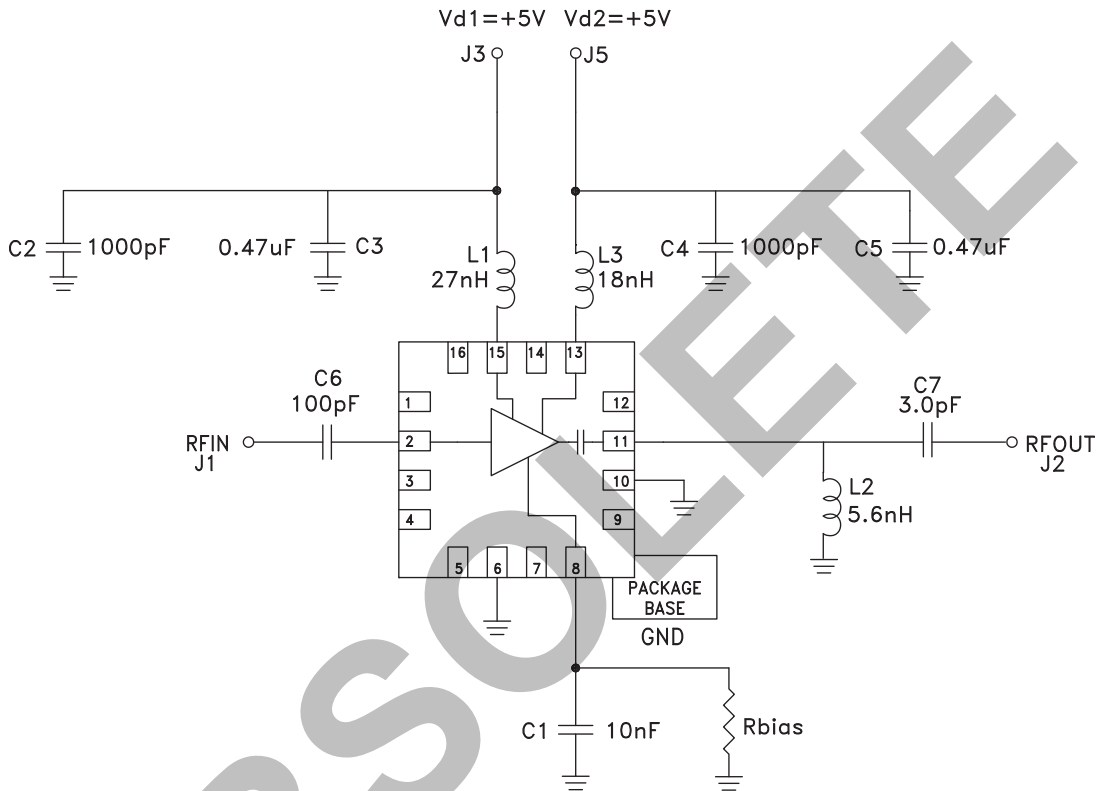 Vd1=+5V Vd2=+5V
J3 J5
C2 1000pF 0.47uF C3
L1
27nH
L3
18nH
C4 1000pF C5 0.47uF
16 15 14 13
C6
100pF
1
2
3
4
12
11
10
9
C7
3.0pF
RFIN
J1
RFOUT
J2
L2
5.6nH
5 6 7 8
PACKAGE
BASE
GND
C1 10nF
Rbias
SOLETE